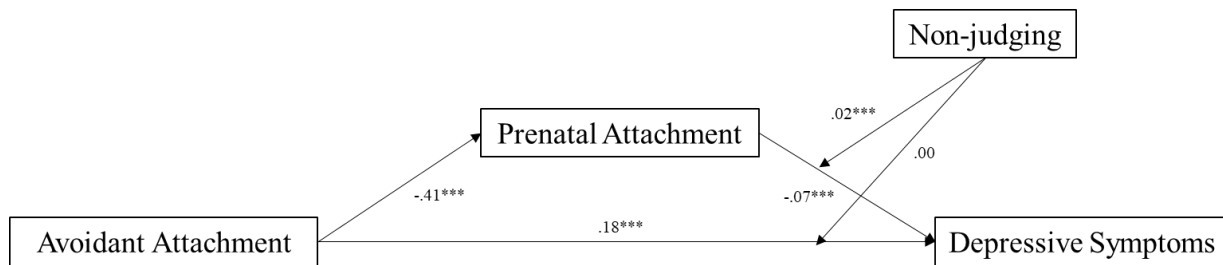 Non-judging
.02***
Prenatal Attachment
.00
-.41***
-.07***
.18***
Avoidant Attachment
Depressive Symptoms